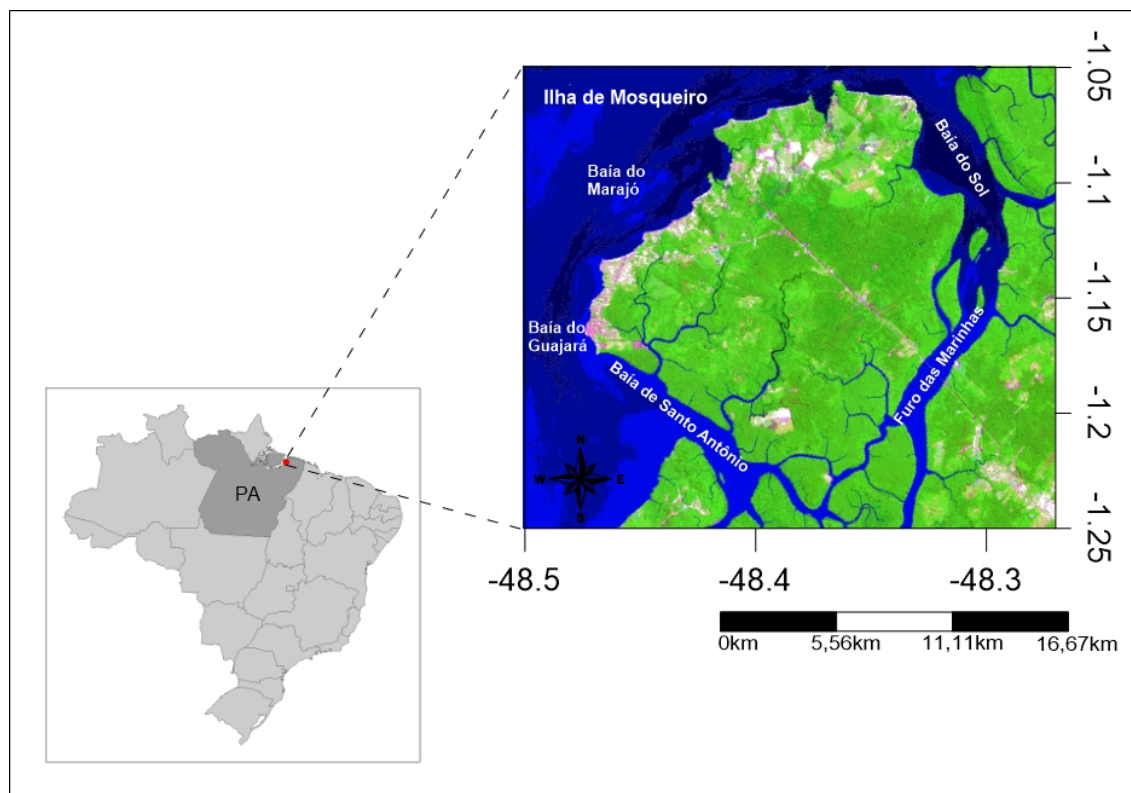 Ilha de Mosqueiro
Baía do
Marajó
Baía do Sol
Baía do
Guajará
Baía de Santo Antônio
Furo das Marinhas
N
W
E
S
-1.05
-1.1
-1.15
-1.2
-1.25
-48.5
-48.4
-48.3
0km
5,56km
11,11km
16,67km
PA